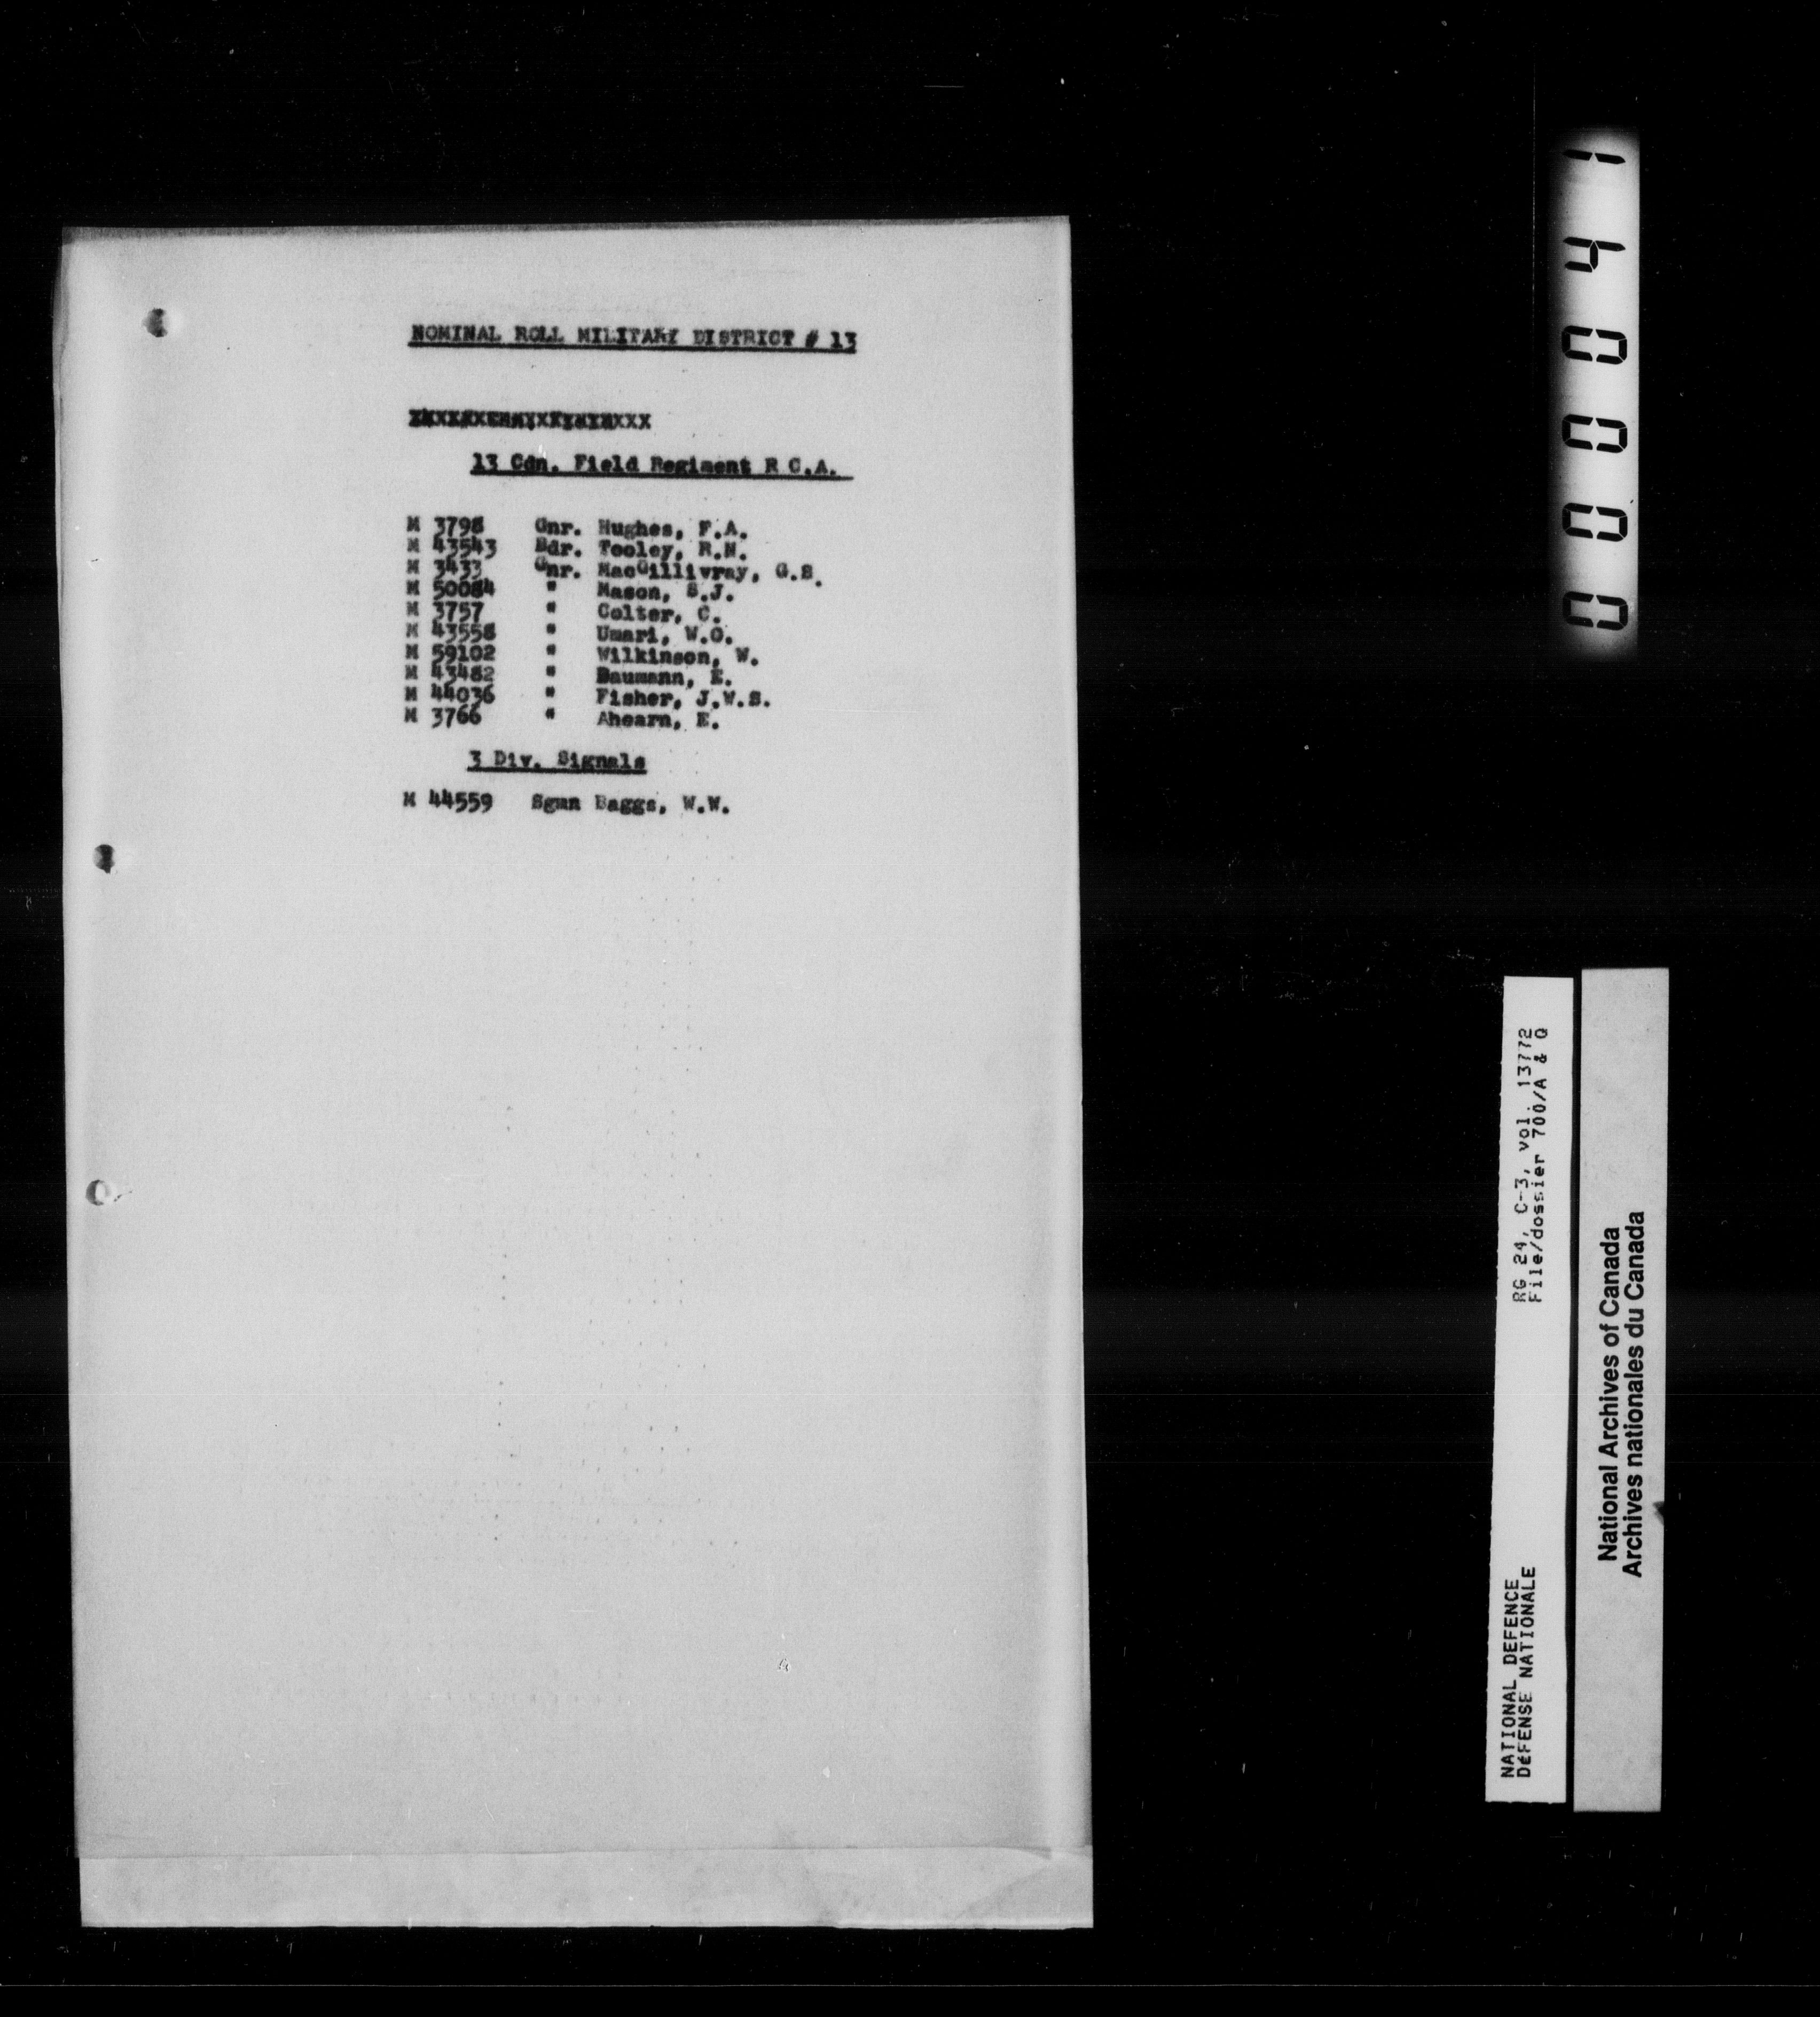 NOMINAL ROLL MILITARY DISTRICT # 13
13 Cdn. Field Regiment R C.A.
M 3798 Gnr. Hughes, F.A.
M 43543 Bdr. Tooley, R.N.
M 3433 Gnr. MacGillivray, G.S.
M 50084 " Mason, S.J.
M 3757 " Colter, C.
M 43558 " Umari, W.O.
M 59102 " Wilkinson, W.
M 43482 " Baumann, E.
M 44036 " Fisher, J.W.S.
M 3766 " Ahearn, E.
3 Div. Signals
M 44559 Sgmn Baggs, W.W.
000041
RG 24, C-3, vol. 13772
File/dossier 700/A & Q
NATIONAL DEFENCE
DéFENSE NATIONALE
National Archives of Canada
Archives nationales du Canada